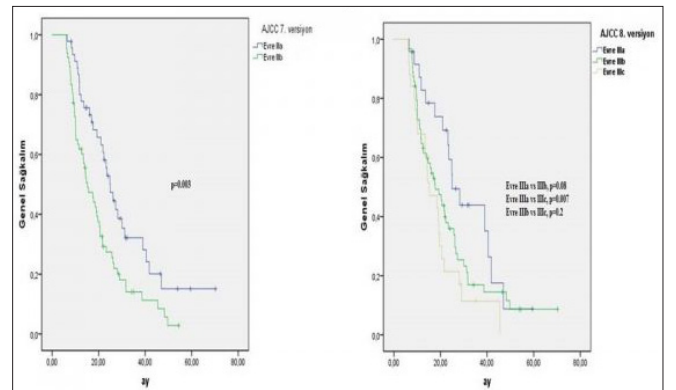 AJCC 7. versiyon
Evre IIIa
Evre IIIb
Genel Sağkalım
1,0
0,8
0,6
0,4
0,2
0,0
p=0.003
0,00 20,00 40,00 60,00 80,00
ay
AJCC 8. versiyon
Evre IIIa
Evre IIIb
Evre IIIc
Genel Sağkalım
1,0
0,8
0,6
0,4
0,2
0,0
Evre IIIa vs IIIb, p=0.08
Evre IIIa vs IIIc, p=0.007
Evre IIIb vs IIIc, p=0.2
0,00 20,00 40,00 60,00 80,00
ay